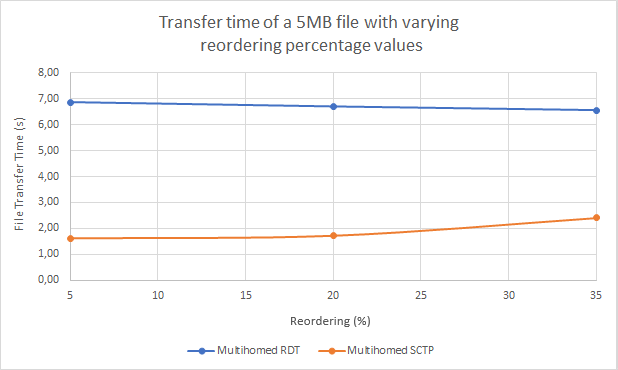 Transfer time of a 5MB file with varying
reordering percentage values
File Transfer Time (s)
8,00
7,00
6,00
5,00
4,00
3,00
2,00
1,00
0,00
5 10 15 20 25 30 35
Reordering (%)
Multihomed RDT Multihomed SCTP